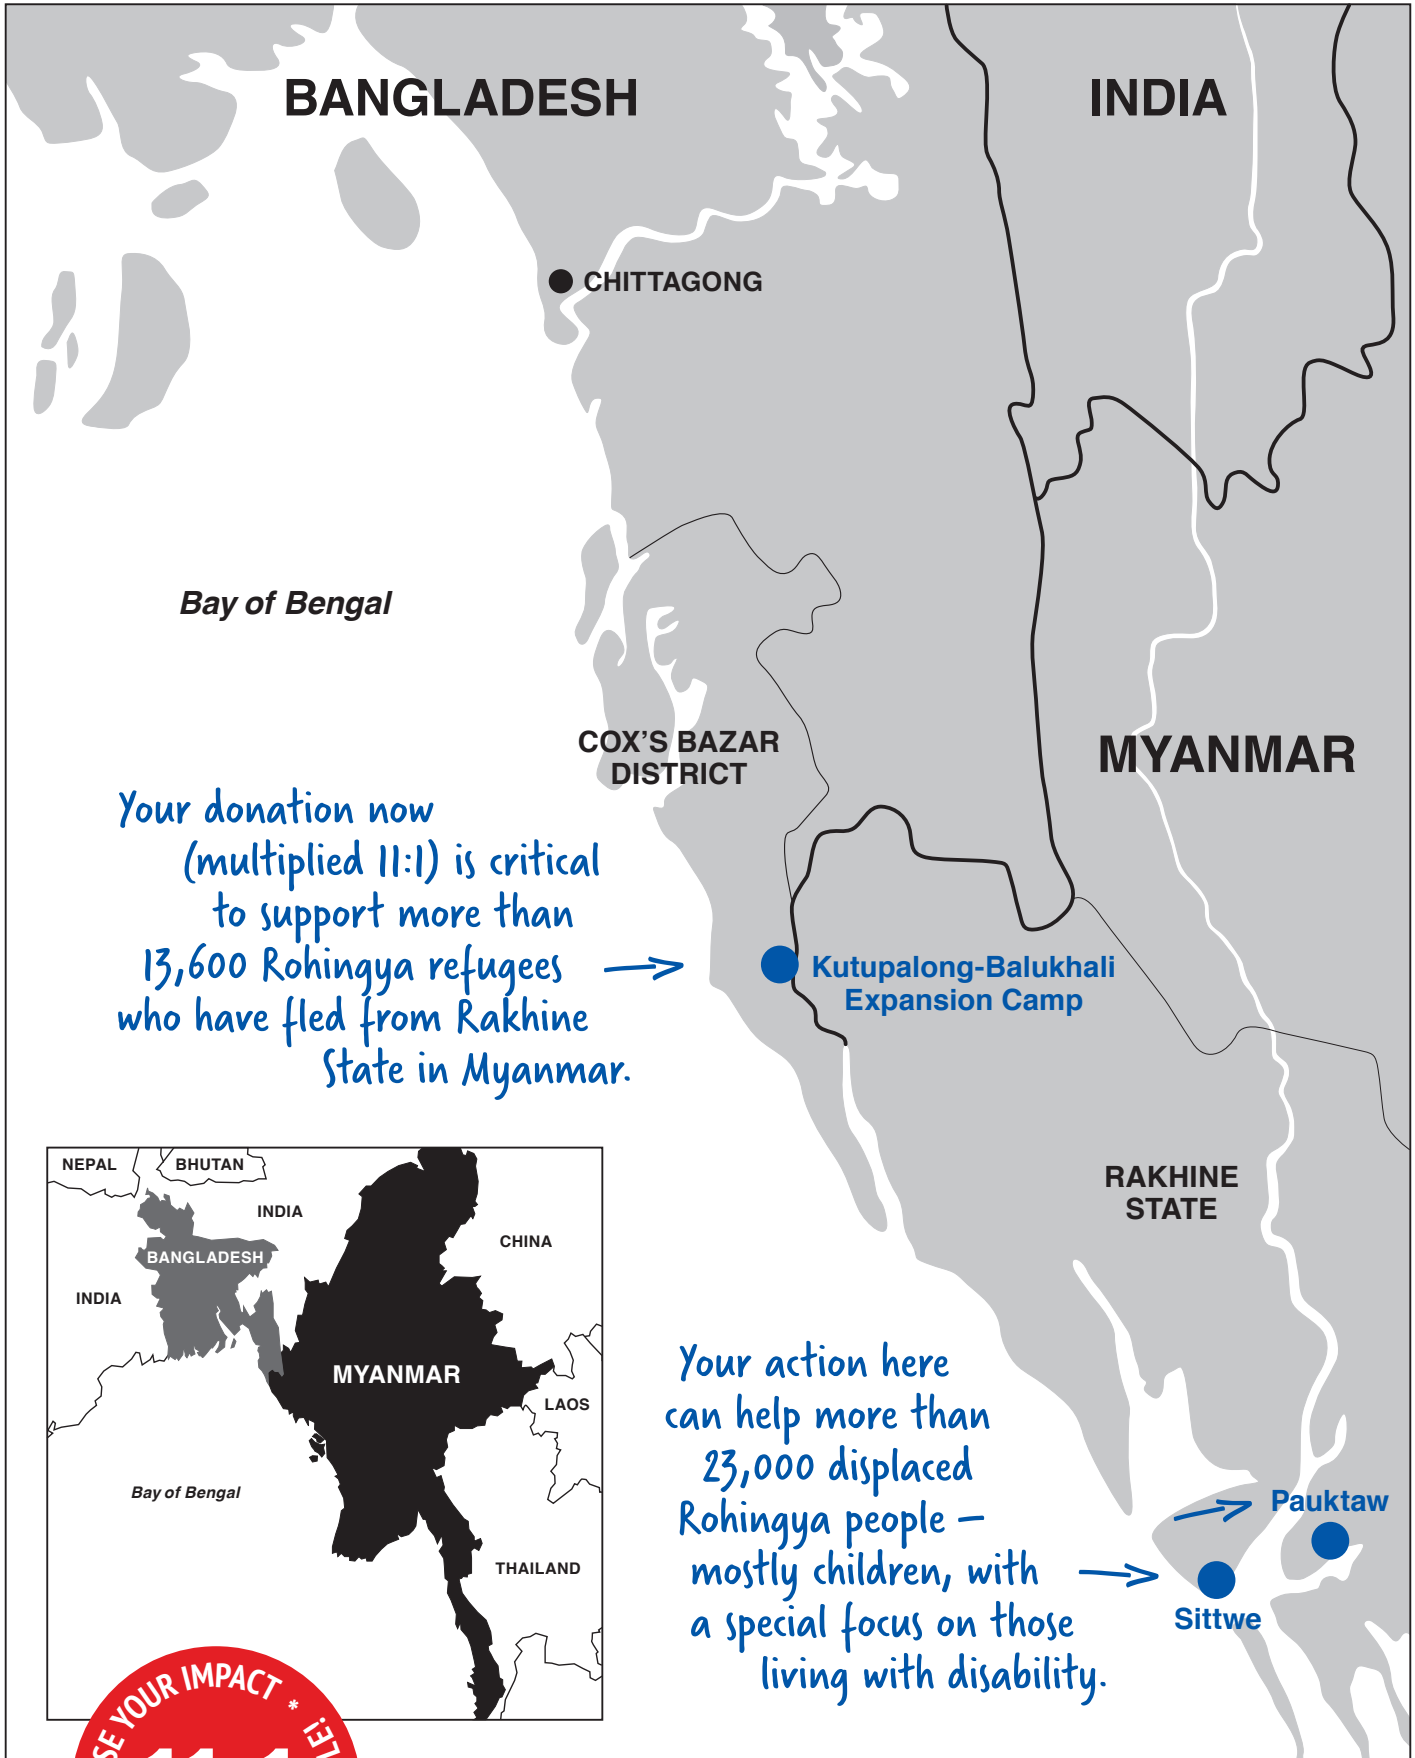 BANGLADESH
INDIA
CHITTAGONG
Bay of Bengal
COX'S BAZAR
DISTRICT
MYANMAR
Your donation now
(multiplied 11:1) is critical
to support more than
13,600 Rohingya refugees
who have fled from Rakhine
State in Myanmar.
Kutupalong-Balukhali
Expansion Camp
RAKHINE
STATE
NEPAL
BHUTAN
INDIA
CHINA
BANGLADESH
INDIA
MYANMAR
LAOS
Bay of Bengal
THAILAND
Your action here
can help more than
23,000 displaced
Rohingya people –
mostly children, with
a special focus on those
living with disability.
Pauktaw
Sittwe
YOUR IMPACT *